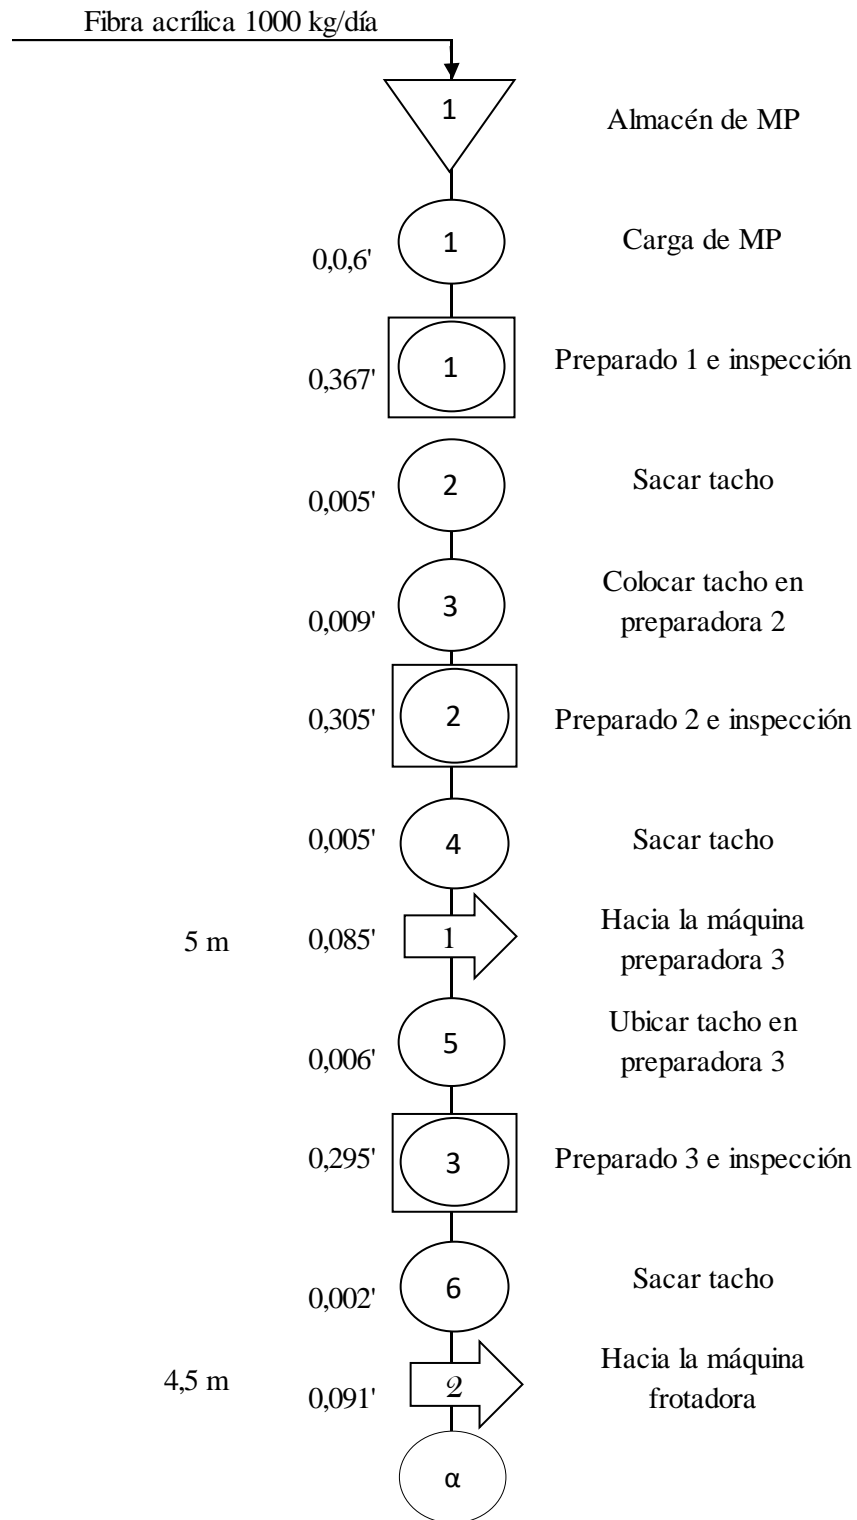 Fibra acrílica 1000 kg/día
1
Almacén de MP
1
Carga de MP
0,0,6'
1
Preparado 1 e inspección
0,367'
2
Sacar tacho
0,005'
3
Colocar tacho en
preparadora 2
0,009'
2
Preparado 2 e inspección
0,305'
4
Sacar tacho
0,005'
5 m
0,085'
1
Hacia la máquina
preparadora 3
5
Ubicar tacho en
preparadora 3
0,006'
3
Preparado 3 e inspección
0,295'
6
Sacar tacho
0,002'
4,5 m
0,091'
2
Hacia la máquina
frotadora
α